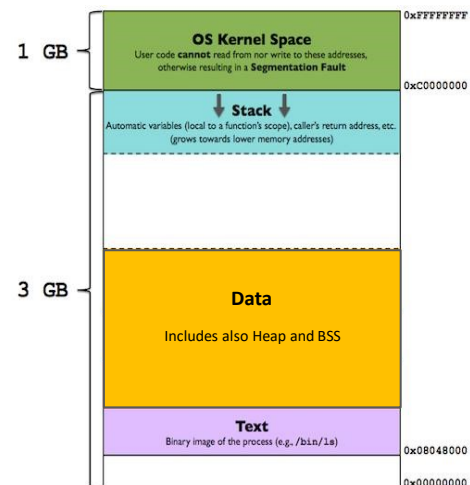 0xFFFFFFFF
OS Kernel Space
1 GB
User code cannot read from nor write to these addresses,
otherwise resulting in a Segmentation Fault
0xC0000000
Stack
Automatic variables (local to a function's scope), caller's return address, etc.
(grows towards lower memory addresses)
3 GB
Data
Includes also Heap and BSS
Text
Binary image of the process (e.g., /bin/ls)
0x08048000
0x00000000